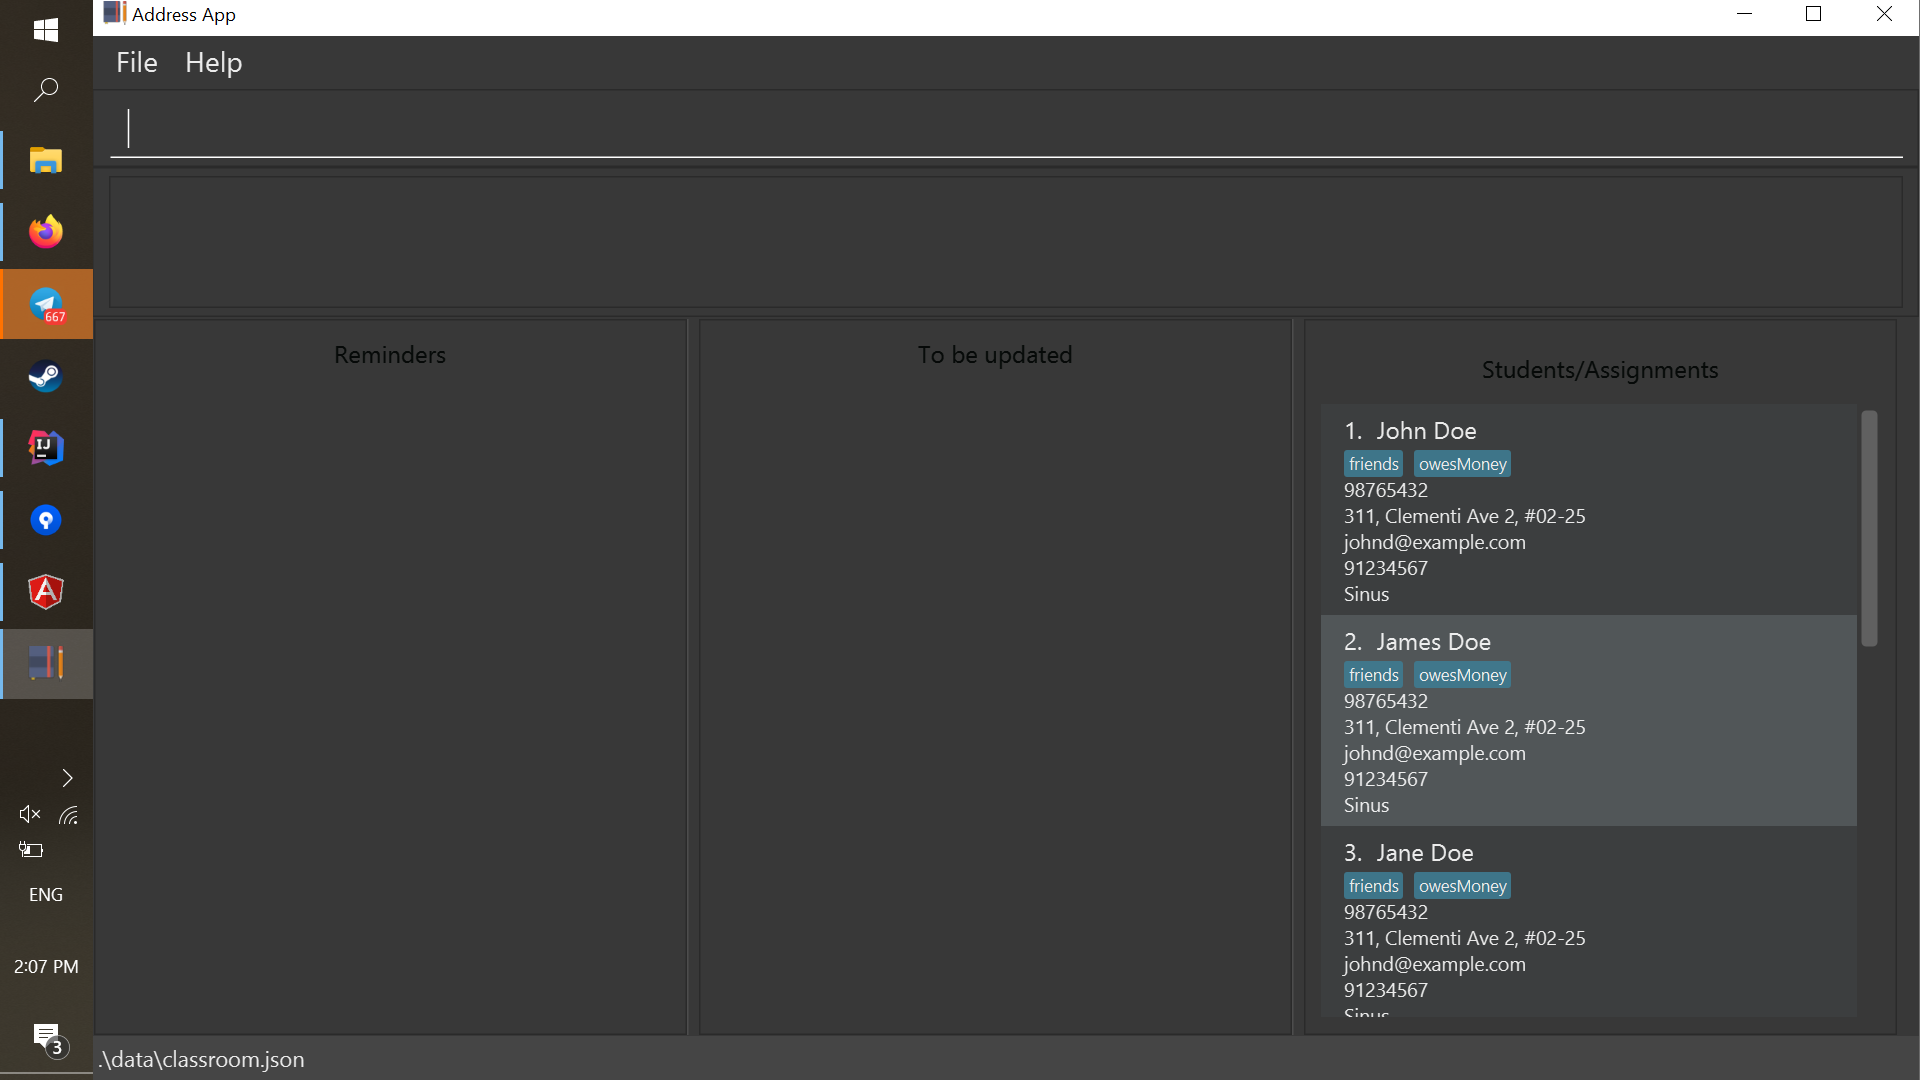 Address App
File Help
Reminders
To be updated
Students/Assignments
1. John Doe
friends owesMoney
98765432
311, Clementi Ave 2, #02-25
johnd@example.com
91234567
Sinus
2. James Doe
friends owesMoney
98765432
311, Clementi Ave 2, #02-25
johnd@example.com
91234567
Sinus
3. Jane Doe
friends owesMoney
98765432
311, Clementi Ave 2, #02-25
johnd@example.com
91234567
Sinus
.\data\classroom.json
667
IJ
ENG
2:07 PM
3